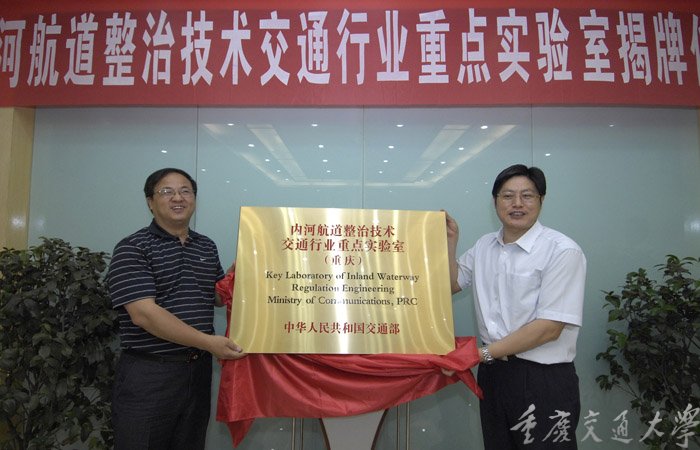 河航道整治技术交通行业重点实验室揭牌仪
内河航道整治技术
交通行业重点实验室
（重庆）
Key Laboratory of Inland Waterway
Regulation Engineering
Ministry of Communications, PRC
中华人民共和国交通部
重庆交通大学